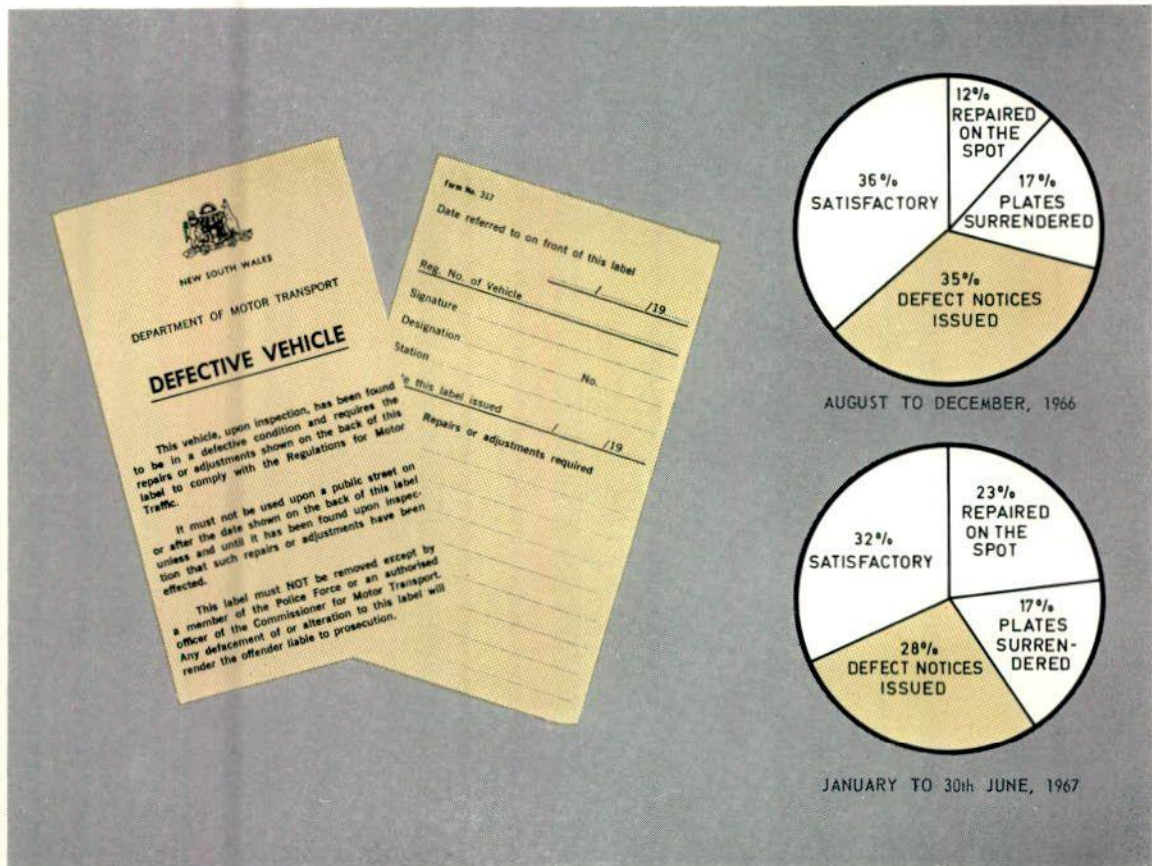 NEW SOUTH WALES
DEPARTMENT OF MOTOR TRANSPORT
DEFECTIVE VEHICLE
This vehicle, upon inspection, has been found
to be in a defective condition and requires the
repairs or adjustments shown on the back of this
label to comply with the Regulations for Motor
Traffic.
It must not be used upon a public street on
or after the date shown on the back of this label
unless and until it has been found upon inspec-
tion that such repairs or adjustments have been
effected.
This label must NOT be removed except by
a member of the Police Force or an authorised
officer of the Commissioner for Motor Transport.
Any defacement of or alteration to this label will
render the offender liable to prosecution.
Form No. 317
Date referred to on front of this label
/ /19
Reg. No. of Vehicle
Signature
Designation
Station No.
this label issued
/ /19
Repairs or adjustments required
12%
REPAIRED
ON THE
SPOT
17%
PLATES
SURRENDERED
35%
DEFECT NOTICES
ISSUED
36%
SATISFACTORY
AUGUST TO DECEMBER, 1966
23%
REPAIRED
ON THE
SPOT
17%
PLATES
SURREN-
DERED
28%
DEFECT NOTICES
ISSUED
32%
SATISFACTORY
JANUARY TO 30th JUNE, 1967